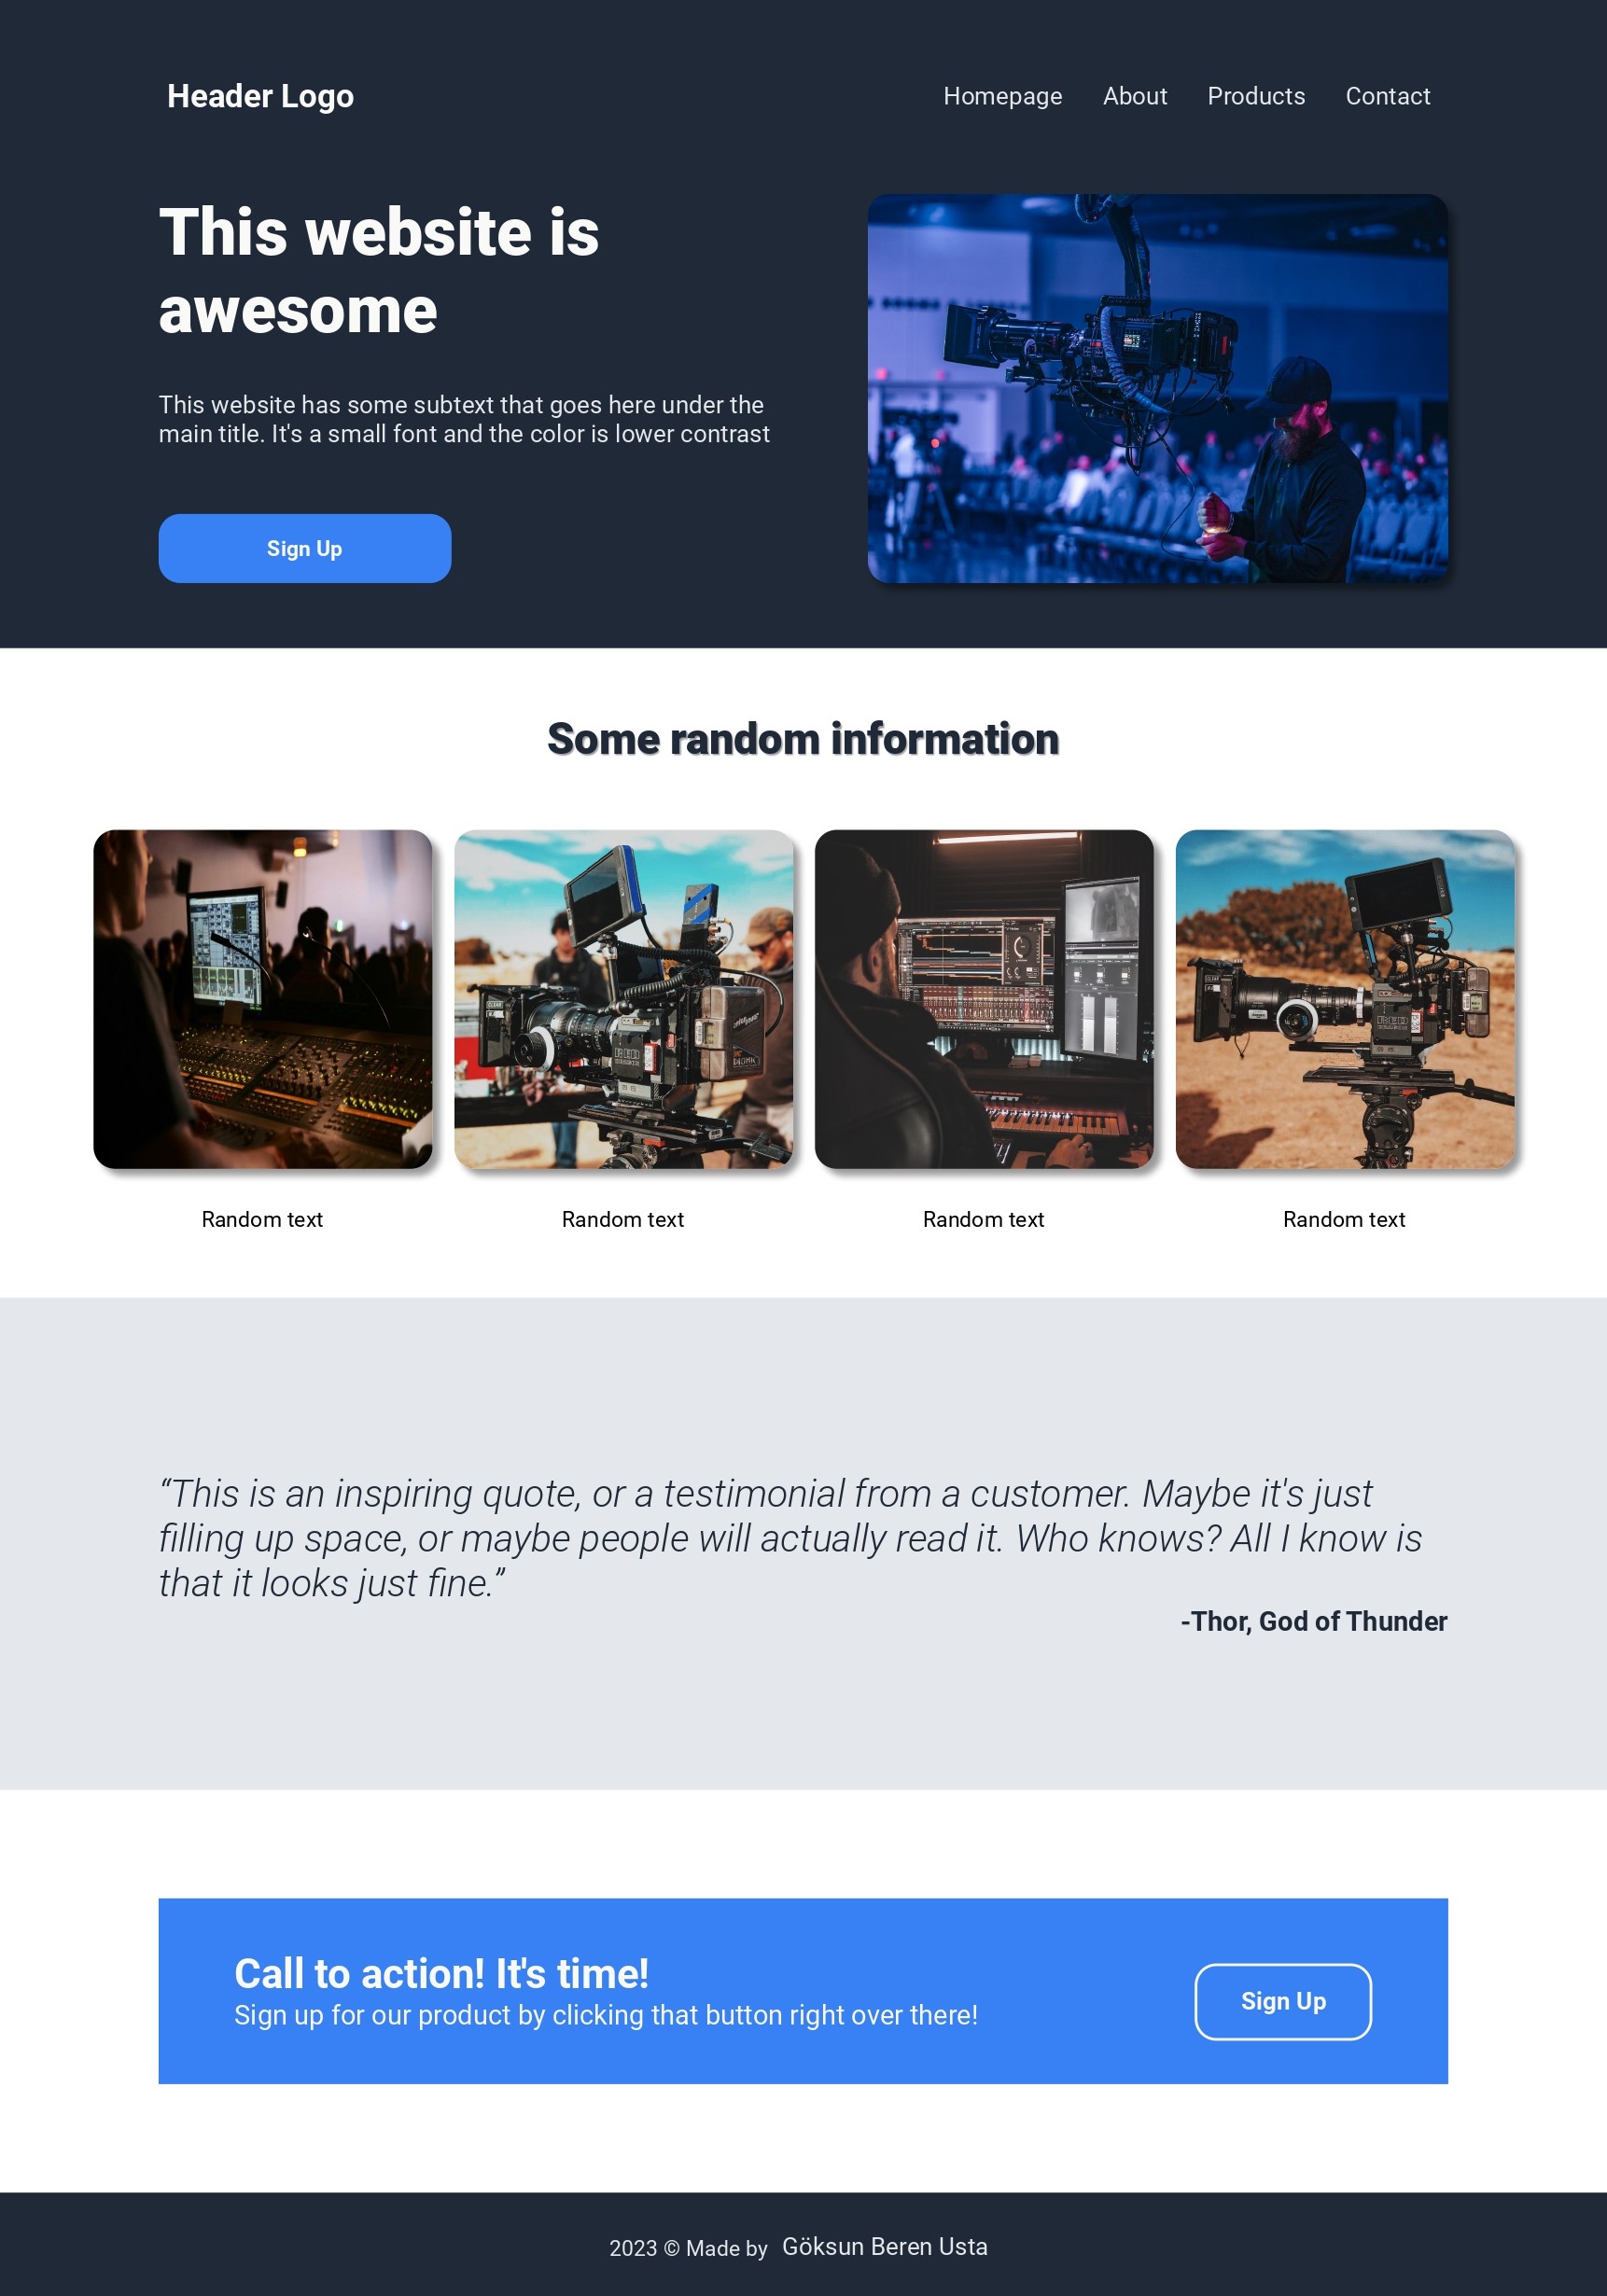 Header Logo
Homepage About Products Contact
This website is
awesome
This website has some subtext that goes here under the
main title. It's a small font and the color is lower contrast
Sign Up
Some random information
RED
RED
Random text
Random text
Random text
Random text
“This is an inspiring quote, or a testimonial from a customer. Maybe it's just
filling up space, or maybe people will actually read it. Who knows? All I know is
that it looks just fine.”
-Thor, God of Thunder
Call to action! It's time!
Sign up for our product by clicking that button right over there!
Sign Up
2023 © Made by Göksun Beren Usta